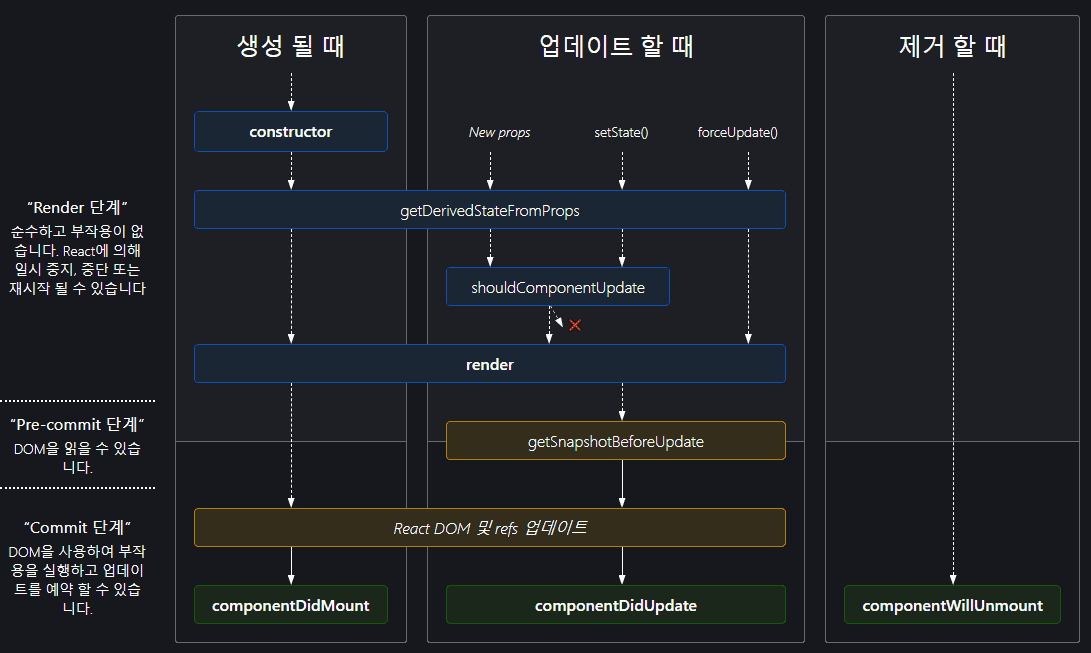 생성 될 때
업데이트 할 때
제거 할 때
constructor
New props
setState()
forceUpdate()
“Render 단계”
순수하고 부작용이 없
습니다. React에 의해
일시 중지, 중단 또는
재시작 될 수 있습니다
getDerivedStateFromProps
shouldComponentUpdate
render
“Pre-commit 단계”
DOM을 읽을 수 있습
니다.
getSnapshotBeforeUpdate
“Commit 단계”
DOM을 사용하여 부작
용을 실행하고 업데이
트를 예약 할 수 있습
니다.
React DOM 및 refs 업데이트
componentDidMount
componentDidUpdate
componentWillUnmount